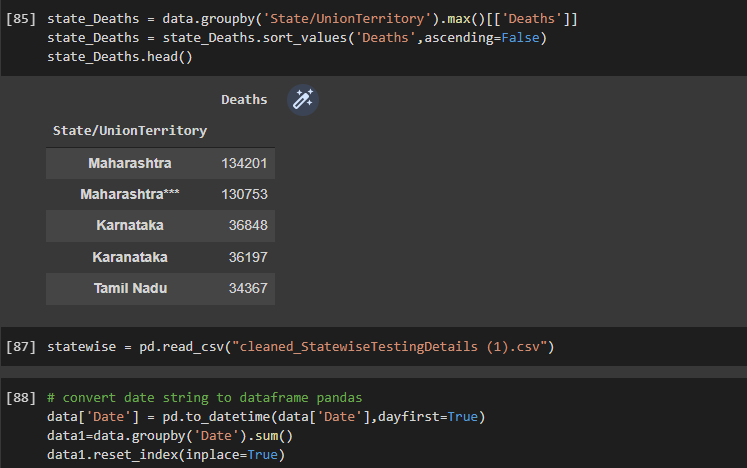 [85] state_Deaths = data.groupby('State/UnionTerritory').max()[['Deaths']]
state_Deaths = state_Deaths.sort_values('Deaths',ascending=False)
state_Deaths.head()
Deaths
State/UnionTerritory
Maharashtra 134201
Maharashtra*** 130753
Karnataka 36848
Karanataka 36197
Tamil Nadu 34367
[87] statewise = pd.read_csv("cleaned_StatewiseTestingDetails (1).csv")
[88] # convert date string to dataframe pandas
data['Date'] = pd.to_datetime(data['Date'],dayfirst=True)
data1=data.groupby('Date').sum()
data1.reset_index(inplace=True)